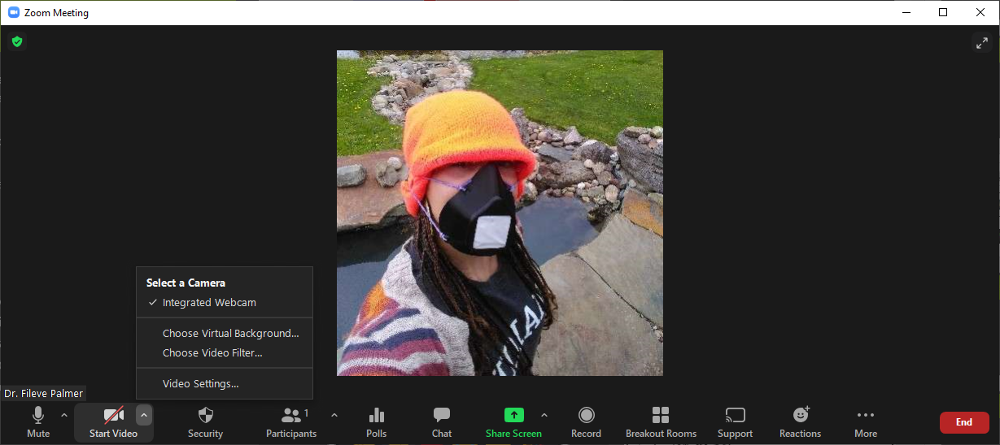 Zoom Meeting
Select a Camera
Integrated Webcam
Choose Virtual Background...
Choose Video Filter...
Video Settings...
Dr. Fileve Palmer
Mute
Start Video
Security
Participants
1
Polls
Chat
Share Screen
Record
Breakout Rooms
Support
Reactions
More
End